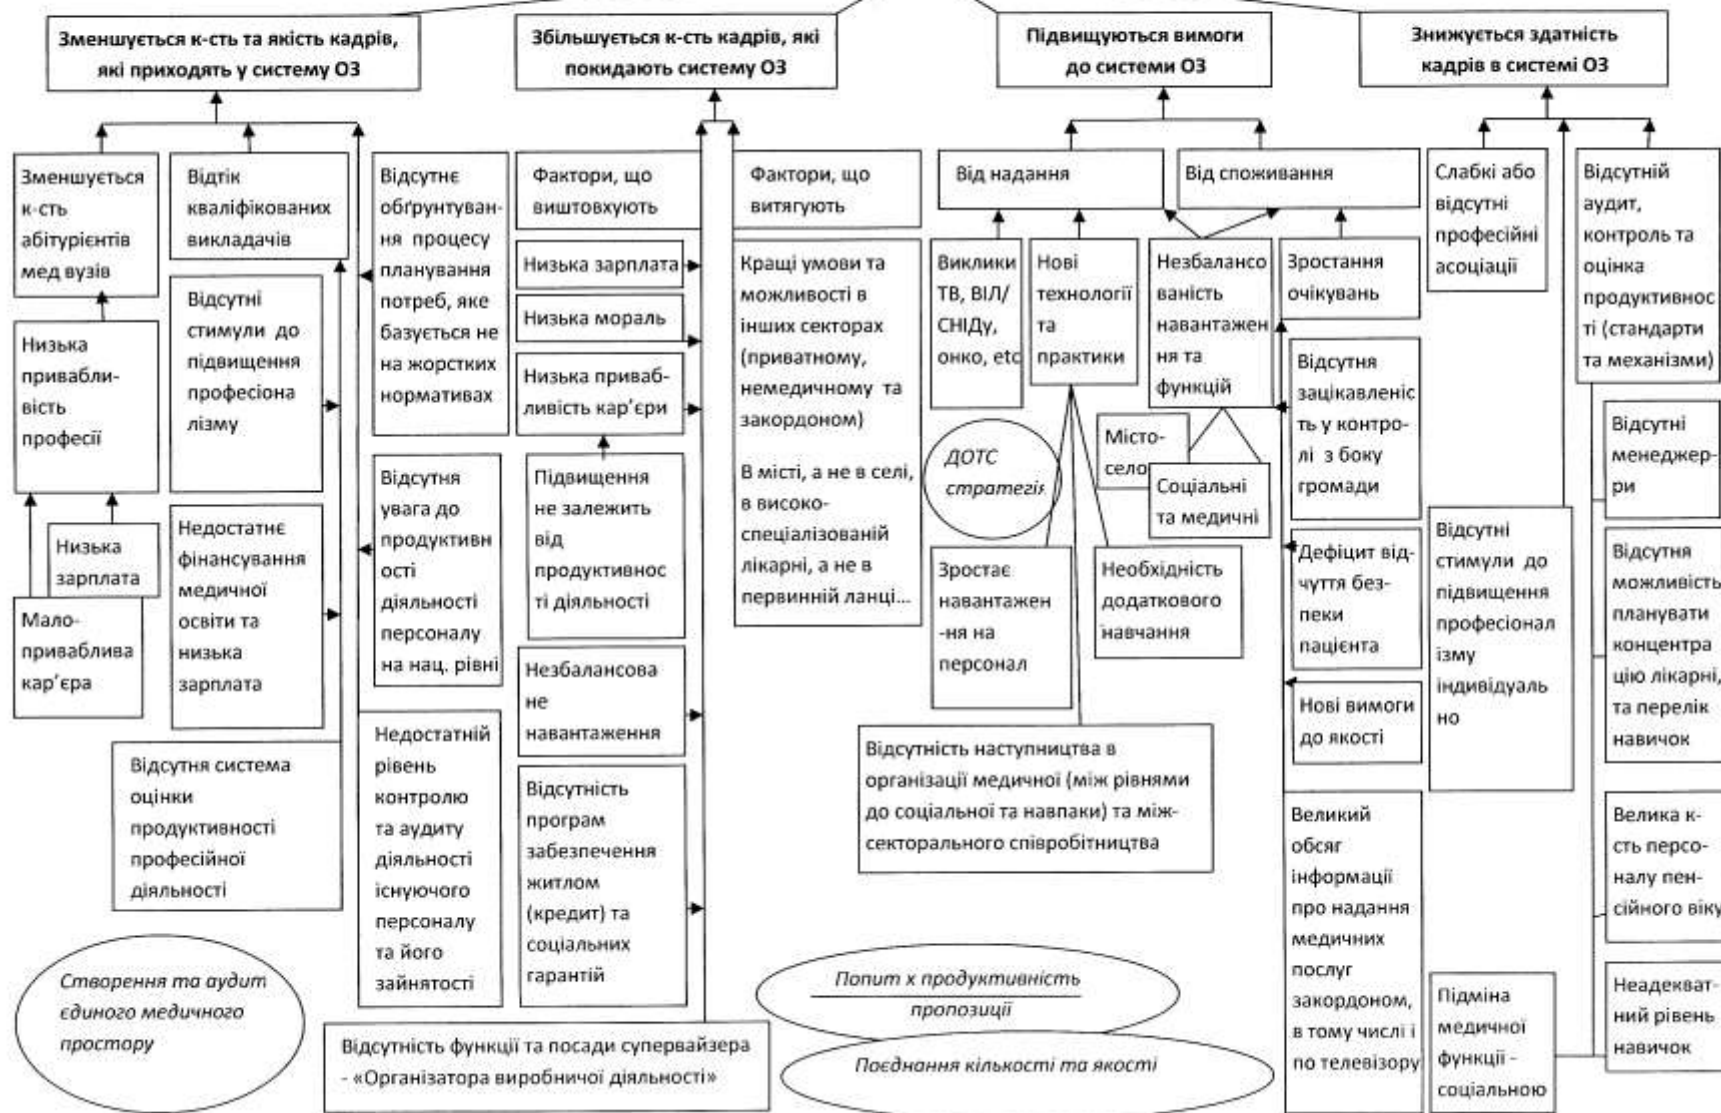 Зменшується к-сть та якість кадрів,
які приходять у систему ОЗ
Збільшується к-сть кадрів, які
покидають систему ОЗ
Підвищуються вимоги
до системи ОЗ
Знижується здатність
кадрів в системі ОЗ
Зменшується
к-сть
абітурієнтів
мед вузів
Відтік
кваліфікованих
викладачів
Відсутнє
обґрунтуван-
ня процесу
планування
потреб, яке
базується не
на жорстких
нормативах
Фактори, що
виштовхують
Фактори, що
витягують
Від надання
Від споживання
Слабкі або
відсутні
професійні
асоціації
Відсутній
аудит,
контроль та
оцінка
продуктивнос
ті (стандарти
та механізми)
Низька
привабли-
вість
професії
Відсутні
стимули до
підвищення
професіона
лізму
Низька зарплата
Низька мораль
Низька приваб-
ливість кар’єри
Кращі умови та
можливості в
інших секторах
(приватному,
немедичному та
закордоном)
В місті, а не в селі,
в високо-
спеціалізованій
лікарні, а не в
первинній ланці...
Виклики
ТВ, ВІЛ/
СНІДу,
онко, etc
Нові
технології
та
практики
Незбалансо
ваність
навантажен
ня та
функцій
Зростання
очікувань
Відсутня
зацікавленіс
ть у контро-
лі з боку
громади
Відсутні
менеджер-
ри
ДОТС
стратегія
Місто-
село
Соціальні
та медичні
Низька
зарплата
Мало-
приваблива
кар’єра
Недостатнє
фінансування
медичної
освіти та
низька
зарплата
Відсутня
увага до
продуктивн
ості
діяльності
персоналу
на нац. рівні
Підвищення
не залежить
від
продуктивнос
ті діяльності
Зростає
навантажен
-ня на
персонал
Необхідність
додаткового
навчання
Дефіцит від-
чуття без-
пеки
пацієнта
Відсутні
стимули до
підвищення
професіонал
ізму
індивідуаль
но
Відсутня
можливість
планувати
концентра
цію лікарні,
та перелік
навичок
Незбалансова
не
навантаження
Нові вимоги
до якості
Відсутня система
оцінки
продуктивності
професійної
діяльності
Недостатній
рівень
контролю
та аудиту
діяльності
існуючого
персоналу
та його
зайнятості
Відсутність
програм
забезпечення
житлом
(кредит) та
соціальних
гарантій
Відсутність наступництва в
організації медичної (між рівнями
до соціальної та навпаки) та між-
секторального співробітництва
Великий
обсяг
інформації
про надання
медичних
послуг
закордоном,
в тому числі і
по телевізору
Велика к-
сть персо-
налу пен-
сійного віку
Створення та аудит
єдиного медичного
простору
Попит х продуктивність
пропозиції
Підміна
медичної
функції -
соціальною
Неадекват-
ний рівень
навичок
Відсутність функції та посади супервайзера
- «Організатора виробничої діяльності»
Поєднання кількості та якості